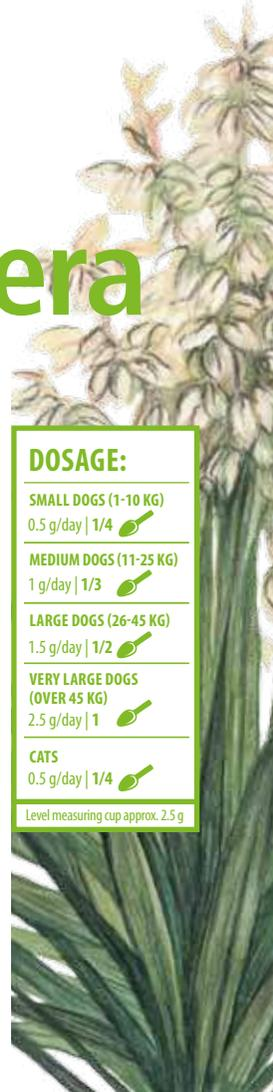 era
DOSAGE:
SMALL DOGS (1-10 KG)
0.5 g/day | 1/4
MEDIUM DOGS (11-25 KG)
1 g/day | 1/3
LARGE DOGS (26-45 KG)
1.5 g/day | 1/2
VERY LARGE DOGS
(OVER 45 KG)
2.5 g/day | 1
CATS
0.5 g/day | 1/4
Level measuring cup approx. 2.5 g